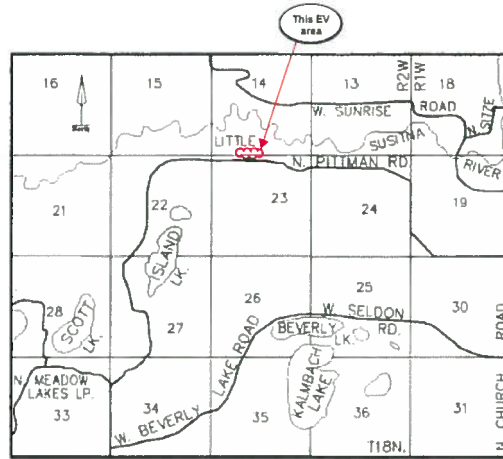 This EV
area
16
15
14
13
R2W
R1W
18
North
W. SUNRISE
ROAD
N. SITZE
LITTLE
SUSITNA
RIVER
N. PITTMAN RD
21
22
23
24
19
ISLAND
LK.
28
SCOTT
LK.
27
26
25
30
W SELDON
RD.
BEVERLY
LK.
N. MEADOW
LAKES LP.
33
34
W. BEVERLY
LAKE ROAD
35
KALMBACH
LAKE
36
31
N CHURCH
ROAD
T18N.